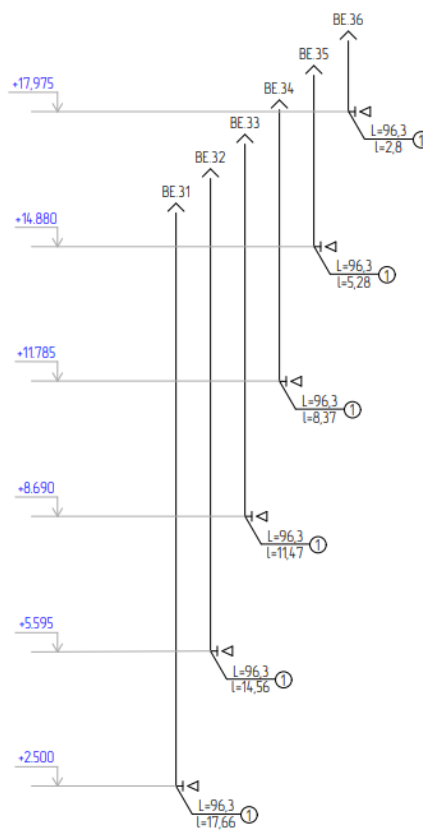 BE.36
BE.35
+17,975
BE.34
BE.33
L=96,3
l=2,8
1
BE.32
BE.31
+14.880
L=96,3
l=5,28
1
+11.785
L=96,3
l=8,37
1
+8.690
L=96,3
l=11,47
1
+5.595
L=96,3
l=14,56
1
+2.500
L=96,3
l=17,66
1